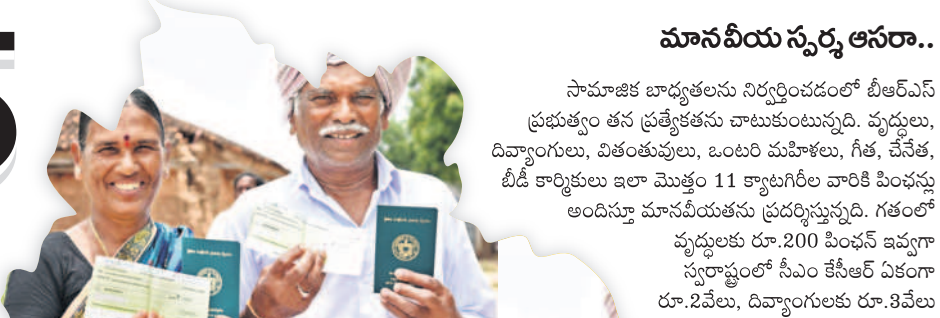 మానవీయ స్పర్శ ఆసరా..
సామాజిక బాధ్యతలను నిర్వర్తించడంలో బీఆర్ఎస్
ప్రభుత్వం తన ప్రత్యేకతను చాటుకుంటున్నది. వృద్ధులు,
దివ్యాంగులు, వితంతువులు, ఒంటరి మహిళలు, గీత, చేనేత,
బీడీ కార్మికులు ఇలా మొత్తం 11 క్యాటగిరీల వారికి పింఛన్లు
అందిస్తూ మానవీయతను ప్రదర్శిస్తున్నది. గతంలో
వృద్ధులకు రూ.200 పింఛన్ ఇవ్వగా
స్వరాష్ట్రంలో సీఎం కేసీఆర్ ఏకంగా
రూ.2వేలు, దివ్యాంగులకు రూ.3వేలు